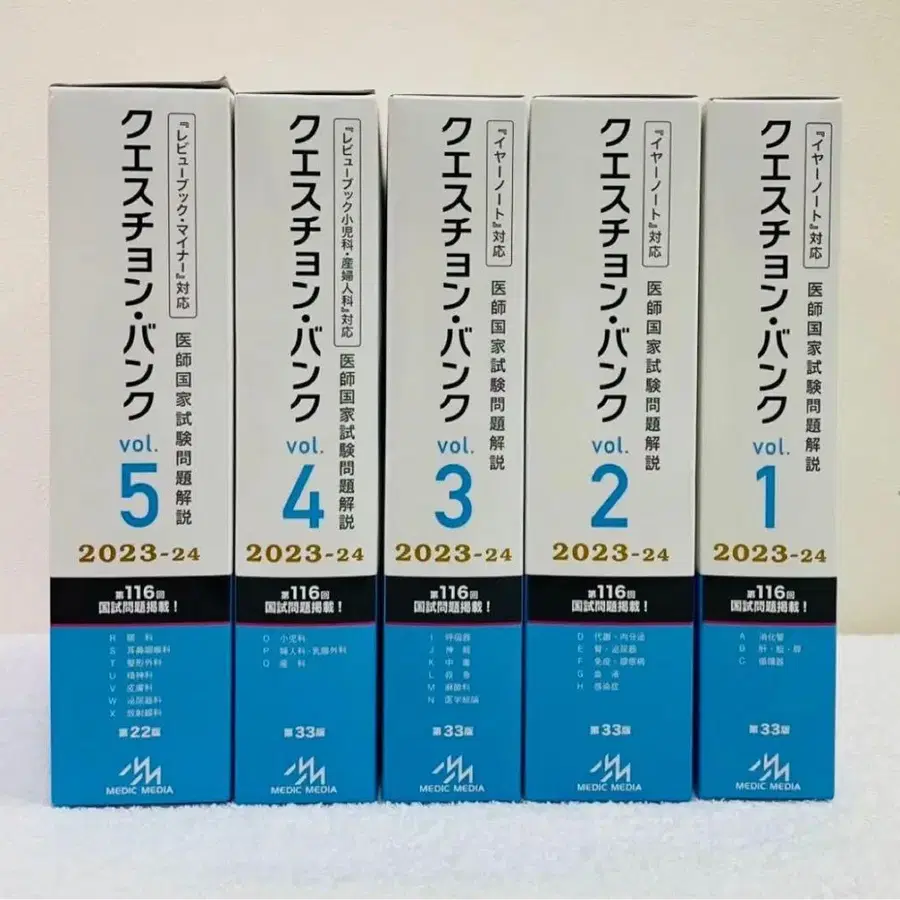 『レビューブック・マイナー』対応
クエスチョン・バンク
医師国家試験問題解説
vol.
5
2023-24
第116回
国試問題掲載！
R 眼科
S 耳鼻咽喉科
T 整形外科
U 精神科
V 皮膚科
W 泌尿器科
X 放射線科
第22版
MEDIC MEDIA
『レビューブック小児科・産婦人科』対応
クエスチョン・バンク
医師国家試験問題解説
vol.
4
2023-24
第116回
国試問題掲載！
O 小児科
P 婦人科・乳腺外科
Q 産科
第33版
MEDIC MEDIA
『イヤーノート』対応
クエスチョン・バンク
医師国家試験問題解説
vol.
3
2023-24
第116回
国試問題掲載！
I 呼吸器
J 神経
K 中毒
L 救急
M 麻酔科
N 医学総論
第33版
MEDIC MEDIA
『イヤーノート』対応
クエスチョン・バンク
医師国家試験問題解説
vol.
2
2023-24
第116回
国試問題掲載！
D 代謝・内分泌
E 腎・泌尿器
F 免疫・膠原病
G 血液
H 感染症
第33版
MEDIC MEDIA
『イヤーノート』対応
クエスチョン・バンク
医師国家試験問題解説
vol.
1
2023-24
第116回
国試問題掲載！
A 消化管
B 肝・胆・膵
C 循環器
第33版
MEDIC MEDIA